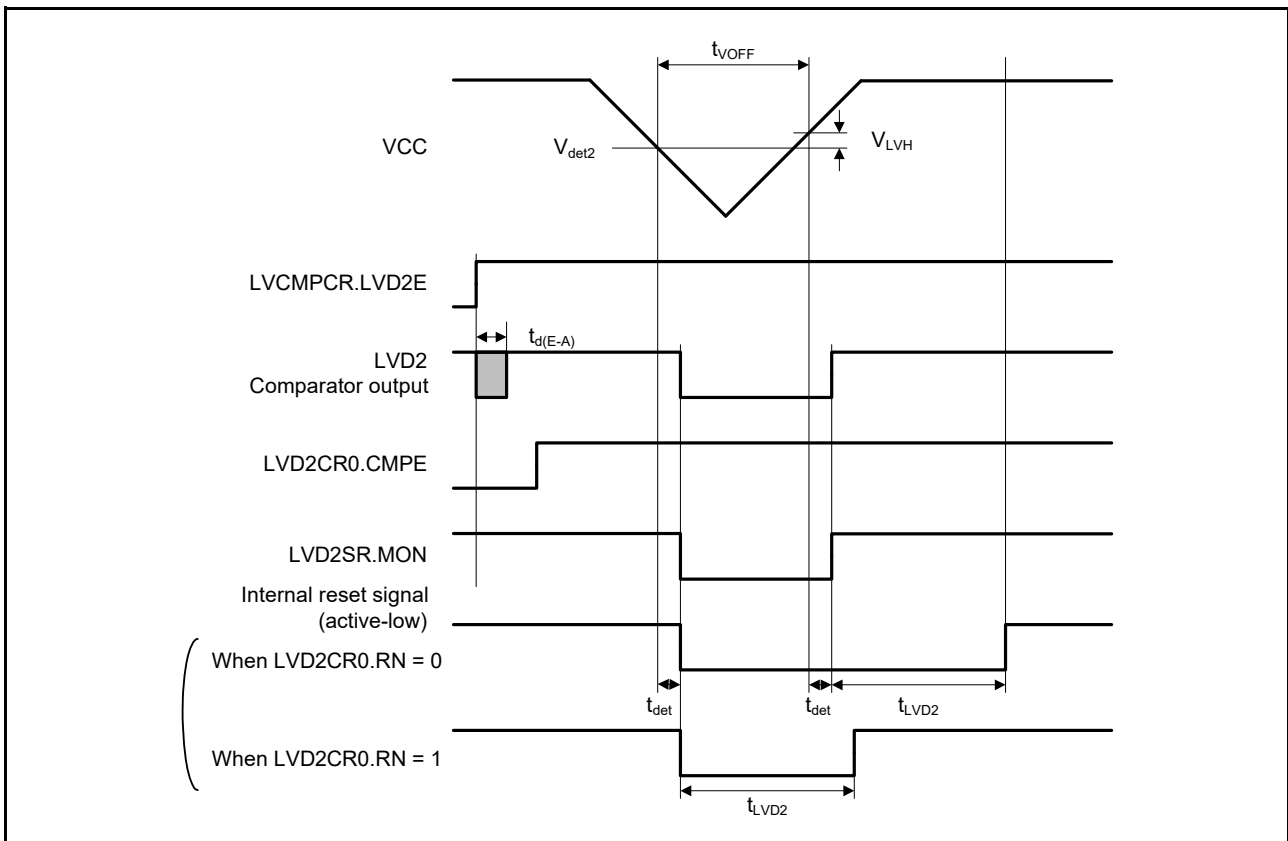 tVOFF
VCC
Vdet2
VLVH
LVCMPCR.LVD2E
td(E-A)
LVD2
Comparator output
LVD2CR0.CMPE
LVD2SR.MON
Internal reset signal
(active-low)
When LVD2CR0.RN = 0
tdet
tdet
tLVD2
When LVD2CR0.RN = 1
tLVD2